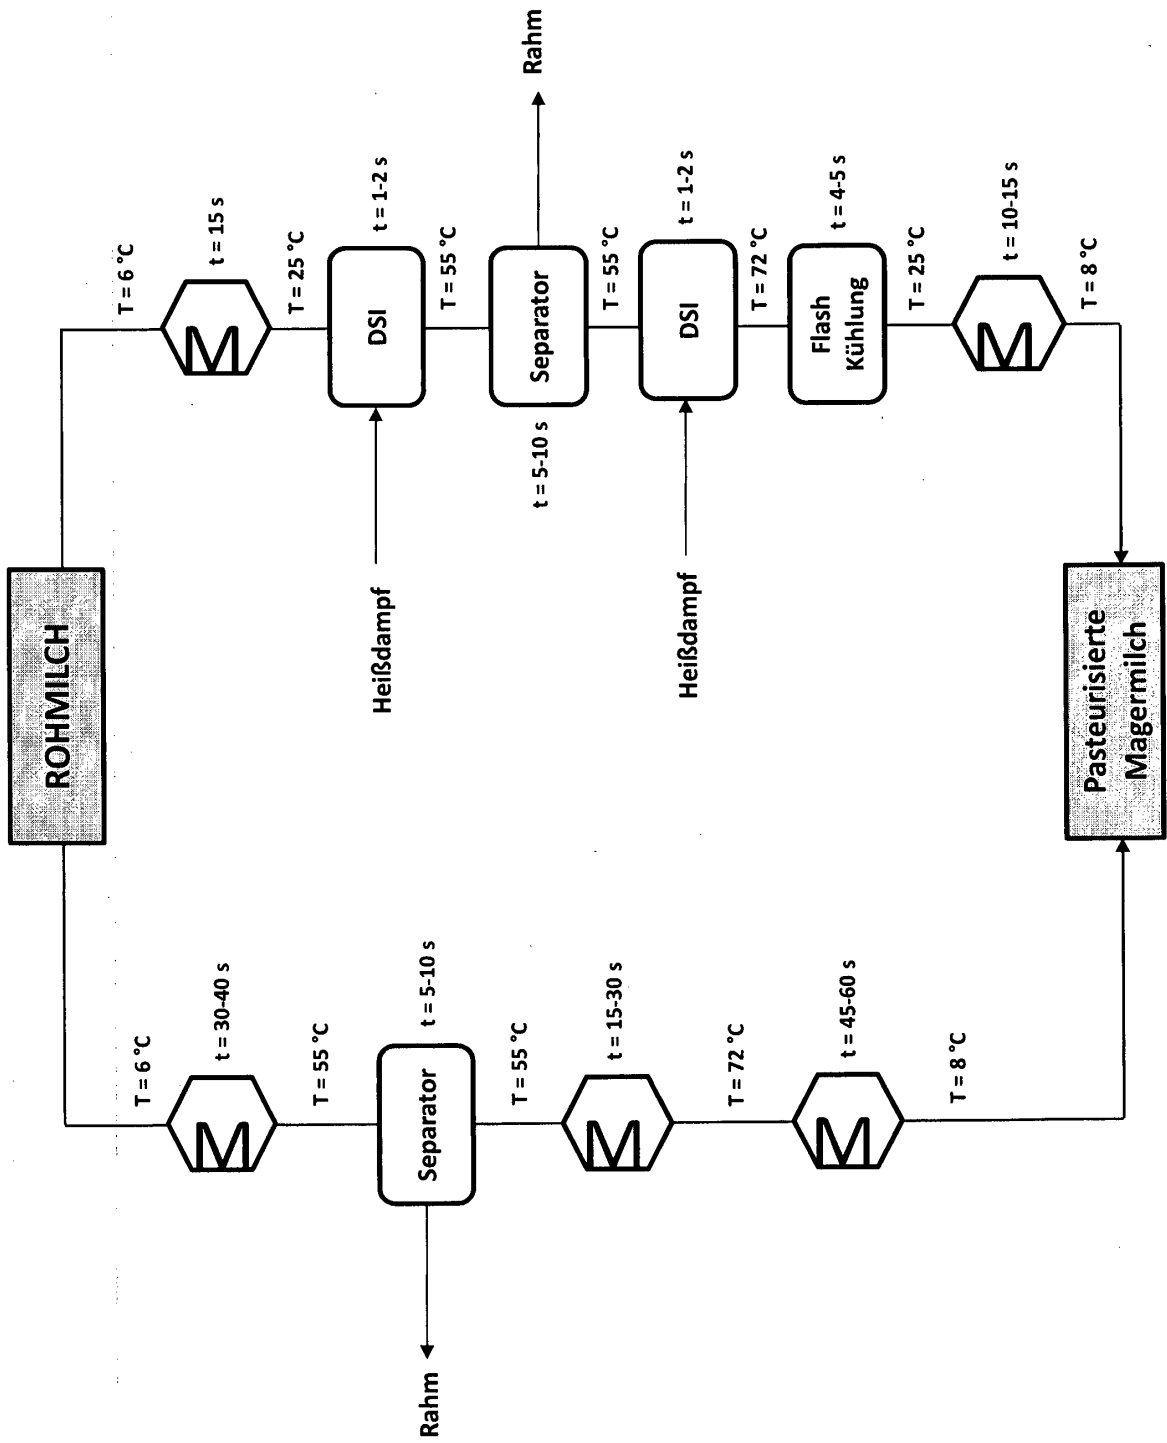 ROHMILCH
T = 6 °C
M
t = 30-40 s
T = 55 °C
Separator
t = 5-10 s
Rahm
T = 55 °C
M
t = 15-30 s
T = 72 °C
M
t = 45-60 s
T = 8 °C
T = 6 °C
M
t = 15 s
T = 25 °C
Heißdampf
DSI
t = 1-2 s
T = 55 °C
t = 5-10 s
Separator
Rahm
T = 55 °C
Heißdampf
DSI
t = 1-2 s
T = 72 °C
Flash
Kühlung
t = 4-5 s
T = 25 °C
M
t = 10-15 s
T = 8 °C
Pasteurisierte
Magermilch